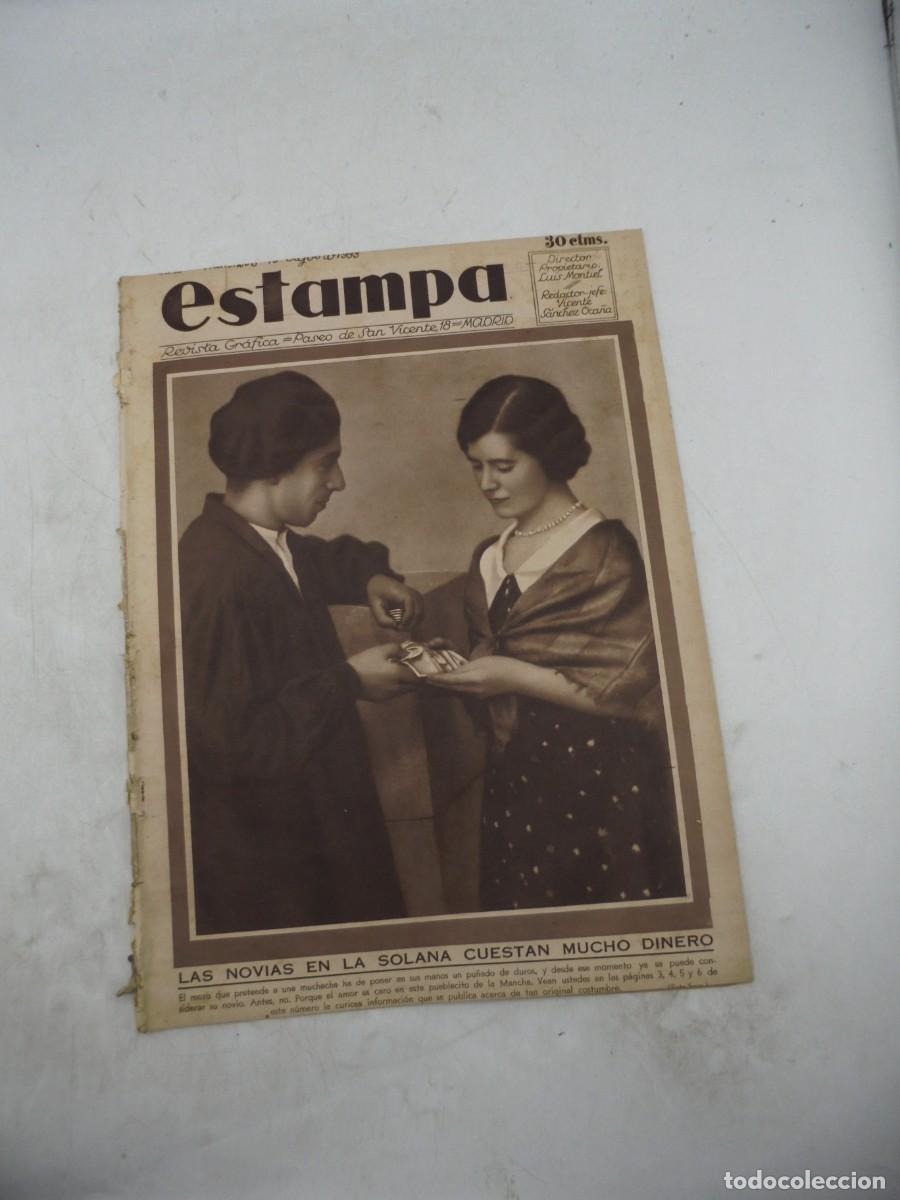 30 ctms.
estampa
Director
Propietario,
Luis Montiel
Redactor-jefe:
Vicente
Sánchez Ocaña
Revista Gráfica = Paseo de San Vicente, 18 = MADRID
LAS NOVIAS EN LA SOLANA CUESTAN MUCHO DINERO
El mozo que pretende a una muchacha ha de poner en sus manos un puñado de duros, y desde ese momento ya se puede con-
siderar su novio. Antes, no. Porque el amor es caro en este pueblecito de la Mancha. Vean ustedes en las páginas 3, 4, 5 y 6 de
este número la curiosa información que se publica acerca de tan original costumbre.
todocoleccion